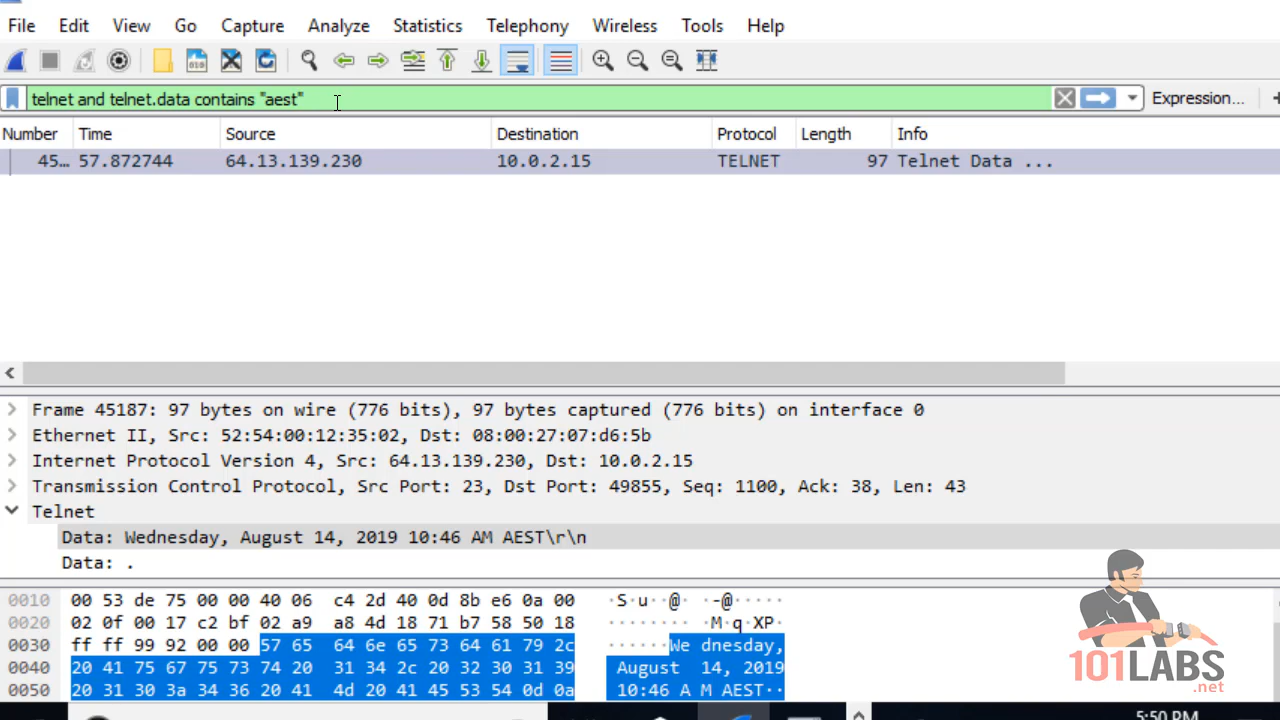 File Edit View Go Capture Analyze Statistics Telephony Wireless Tools Help
telnet and telnet.data contains "aest"
Expression...
Number Time Source Destination Protocol Length Info
45… 57.872744 64.13.139.230 10.0.2.15 TELNET 97 Telnet Data ...
Frame 45187: 97 bytes on wire (776 bits), 97 bytes captured (776 bits) on interface 0
Ethernet II, Src: 52:54:00:12:35:02, Dst: 08:00:27:07:d6:5b
Internet Protocol Version 4, Src: 64.13.139.230, Dst: 10.0.2.15
Transmission Control Protocol, Src Port: 23, Dst Port: 49855, Seq: 1100, Ack: 38, Len: 43
Telnet
Data: Wednesday, August 14, 2019 10:46 AM AEST\r\n
Data: .
0010 00 53 de 75 00 00 40 06 c4 2d 40 0d 8b e6 0a 00 ·S·u··@· ·-@·····
0020 02 0f 00 17 c2 bf 02 a9 a8 4d 18 71 b7 58 50 18 ········ ·M·q·XP·
0030 ff ff 99 92 00 00 57 65 64 6e 65 73 64 61 79 2c ······We dnesday,
0040 20 41 75 67 75 73 74 20 31 34 2c 20 32 30 31 39 August 14, 2019
0050 20 31 30 3a 34 36 20 41 4d 20 41 45 53 54 0d 0a 10:46 A M AEST··
101LABS
.net
5:50 PM